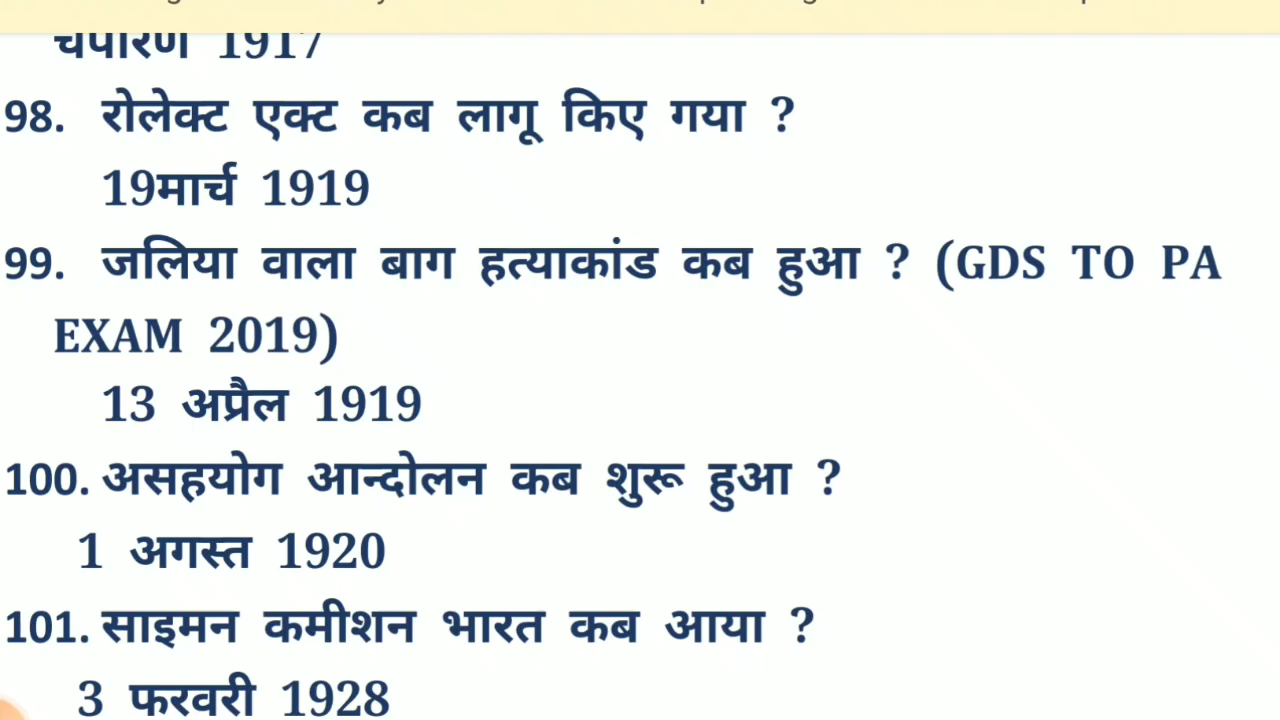 चंपारण 1917
98. रोलेक्ट एक्ट कब लागू किए गया ?
19मार्च 1919
99. जलिया वाला बाग हत्याकांड कब हुआ ? (GDS TO PA
EXAM 2019)
13 अप्रैल 1919
100. असहयोग आन्दोलन कब शुरू हुआ ?
1 अगस्त 1920
101. साइमन कमीशन भारत कब आया ?
3 फरवरी 1928